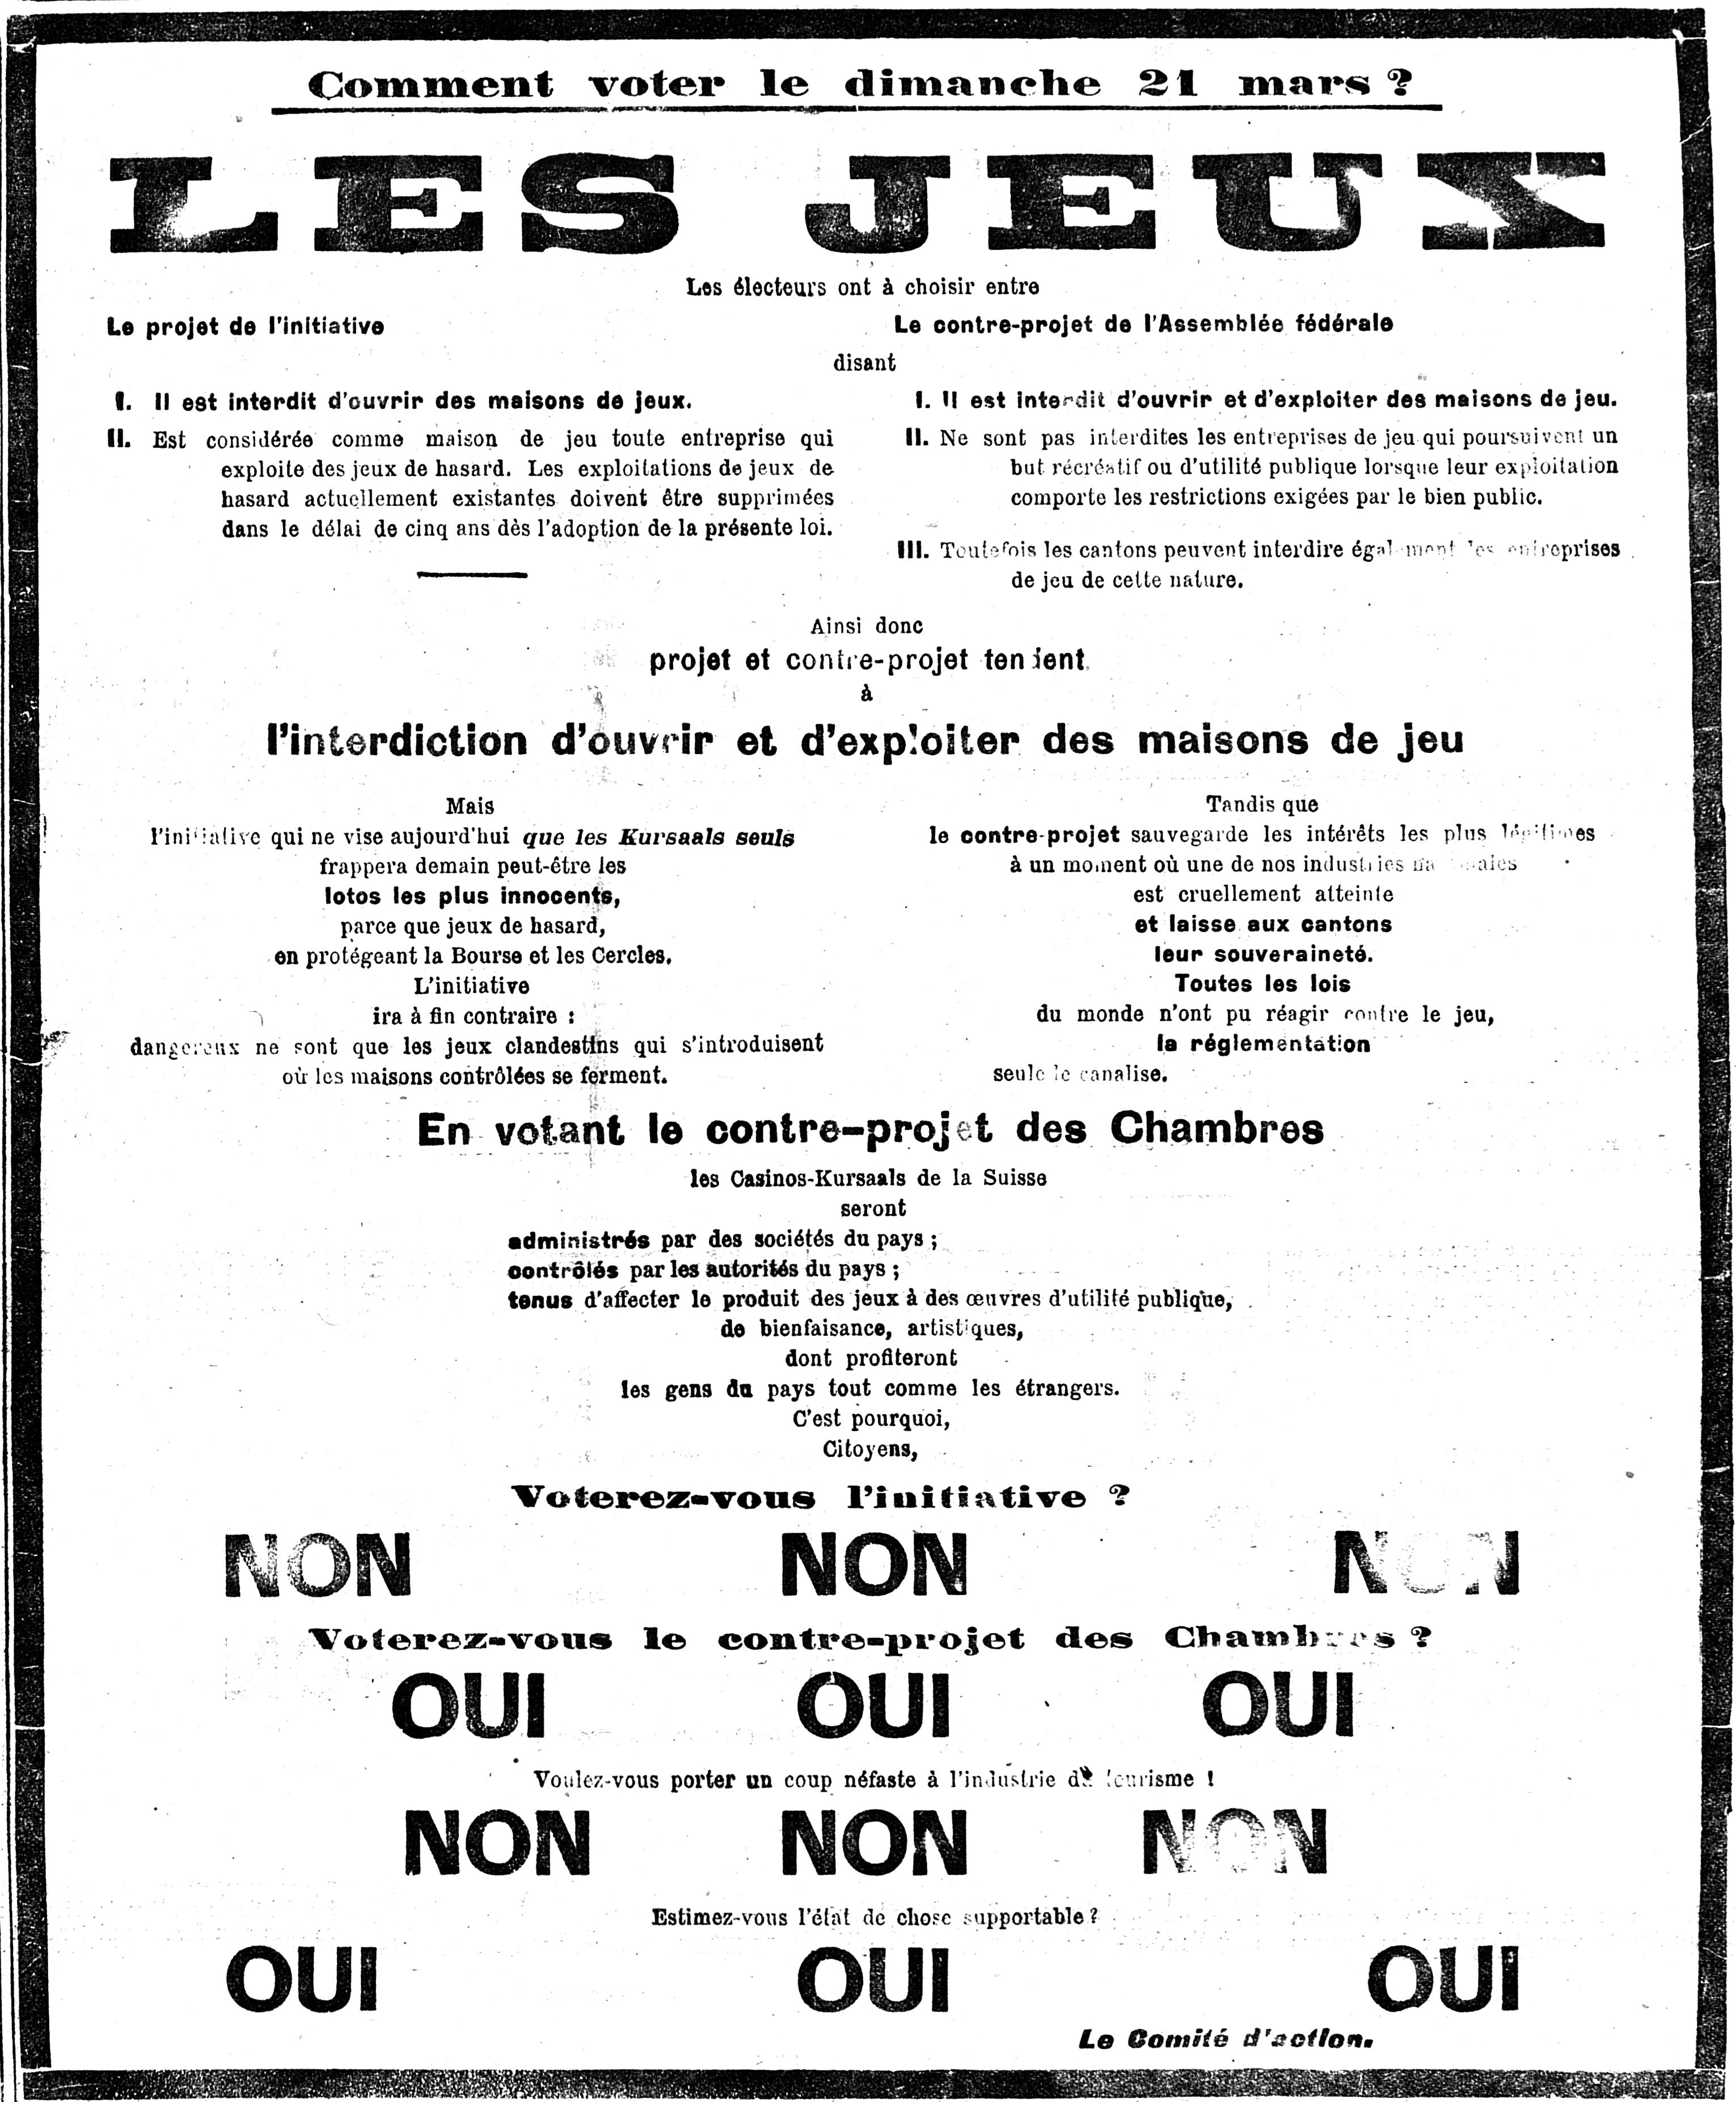 Comment voter le dimanche 21 mars ?
LES JEUX
Les électeurs ont à choisir entre
Le projet de l'initiative
Le contre-projet de l'Assemblée fédérale
disant
I. Il est interdit d'ouvrir des maisons de jeux.
II. Est considérée comme maison de jeu toute entreprise qui
exploite des jeux de hasard. Les exploitations de jeux de
hasard actuellement existantes doivent être supprimées
dans le délai de cinq ans dès l'adoption de la présente loi.
I. Il est interdit d'ouvrir et d'exploiter des maisons de jeu.
II. Ne sont pas interdites les entreprises de jeu qui poursuivent un
but récréatif ou d'utilité publique lorsque leur exploitation
comporte les restrictions exigées par le bien public.
III. Toutefois les cantons peuvent interdire également les entreprises
de jeu de cette nature.
Ainsi donc
projet et contre-projet tendent
à
l'interdiction d'ouvrir et d'exploiter des maisons de jeu
Mais
l'initiative qui ne vise aujourd'hui que les Kursaals seuls
frappera demain peut-être les
lotos les plus innocents,
parce que jeux de hasard,
en protégeant la Bourse et les Cercles.
L'initiative
ira à fin contraire :
dangereux ne sont que les jeux clandestins qui s'introduisent
où les maisons contrôlées se ferment.
Tandis que
le contre-projet sauvegarde les intérêts les plus légitimes
à un moment où une de nos industries nationales
est cruellement atteinte
et laisse aux cantons
leur souveraineté.
Toutes les lois
du monde n'ont pu réagir contre le jeu,
la réglementation
seule le canalise.
En votant le contre-projet des Chambres
les Casinos-Kursaals de la Suisse
seront
administrés par des sociétés du pays ;
contrôlés par les autorités du pays ;
tenus d'affecter le produit des jeux à des œuvres d'utilité publique,
de bienfaisance, artistiques,
dont profiteront
les gens du pays tout comme les étrangers.
C'est pourquoi,
Citoyens,
Voterez-vous l'initiative ?
NON NON NON
Voterez-vous le contre-projet des Chambres ?
OUI OUI OUI
Voulez-vous porter un coup néfaste à l'industrie du tourisme !
NON NON NON
Estimez-vous l'état de chose supportable ?
OUI OUI OUI
Le Comité d'action.